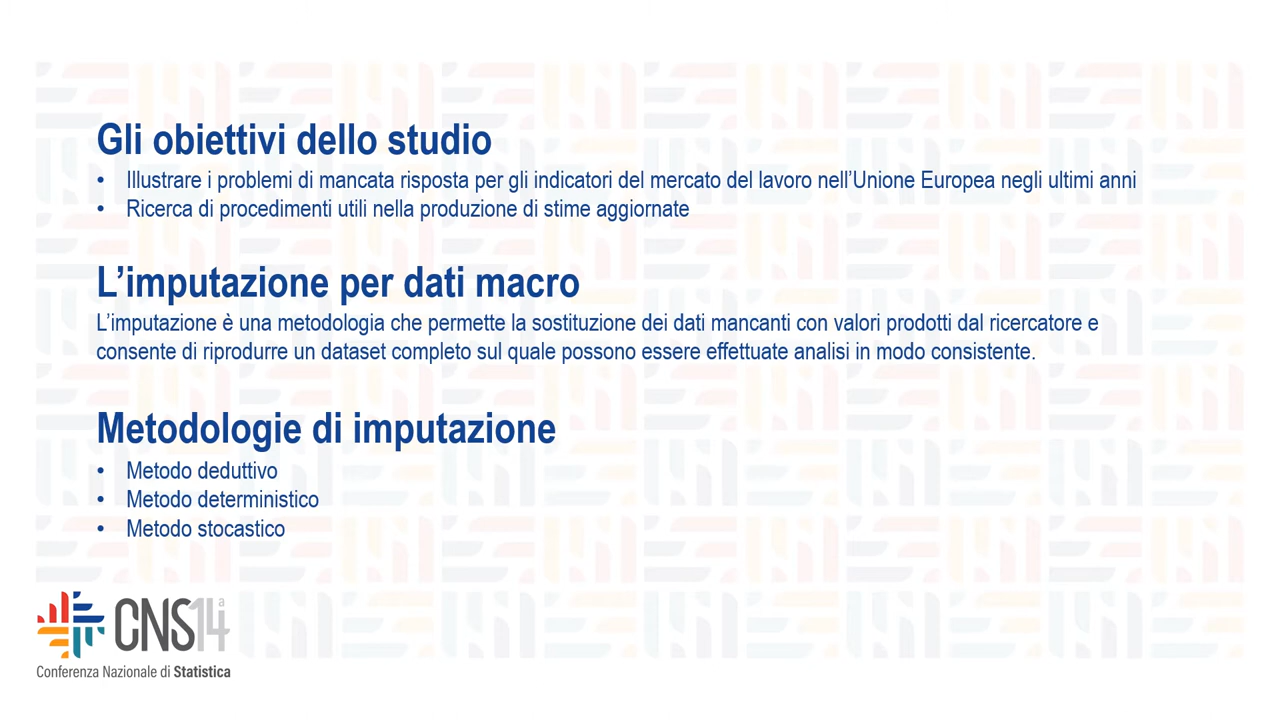 Gli obiettivi dello studio
• Illustrare i problemi di mancata risposta per gli indicatori del mercato del lavoro nell’Unione Europea negli ultimi anni
• Ricerca di procedimenti utili nella produzione di stime aggiornate
L’imputazione per dati macro
L’imputazione è una metodologia che permette la sostituzione dei dati mancanti con valori prodotti dal ricercatore e
consente di riprodurre un dataset completo sul quale possono essere effettuate analisi in modo consistente.
Metodologie di imputazione
• Metodo deduttivo
• Metodo deterministico
• Metodo stocastico
CNS14a
Conferenza Nazionale di Statistica